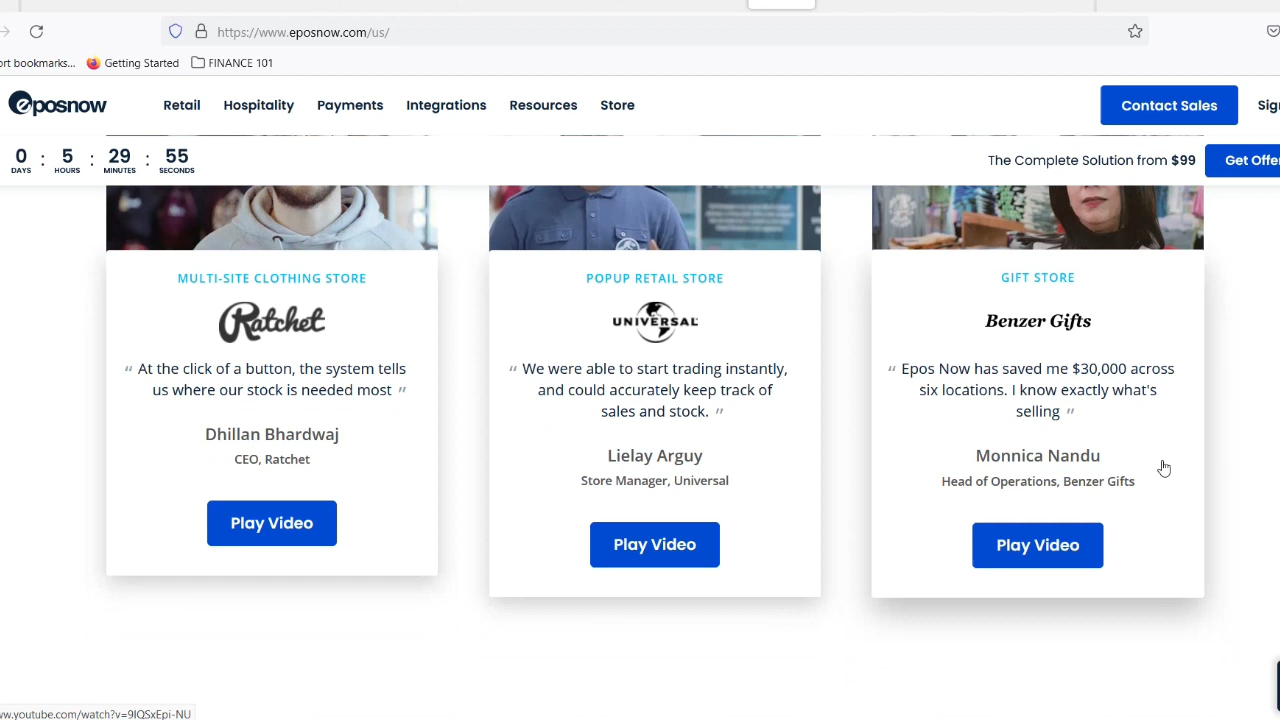 https://www.eposnow.com/us/
ort bookmarks... Getting Started FINANCE 101
eposnow Retail Hospitality Payments Integrations Resources Store Contact Sales Sig
0 : 5 : 29 : 55
DAYS HOURS MINUTES SECONDS
The Complete Solution from $99 Get Offe
MULTI-SITE CLOTHING STORE
Ratchet
“ At the click of a button, the system tells
us where our stock is needed most ”
Dhillan Bhardwaj
CEO, Ratchet
Play Video
POPUP RETAIL STORE
UNIVERSAL
“ We were able to start trading instantly,
and could accurately keep track of
sales and stock. ”
Lielay Arguy
Store Manager, Universal
Play Video
GIFT STORE
Benzer Gifts
“ Epos Now has saved me $30,000 across
six locations. I know exactly what's
selling ”
Monnica Nandu
Head of Operations, Benzer Gifts
Play Video
ww.youtube.com/watch?v=9IQSxEpi-NU